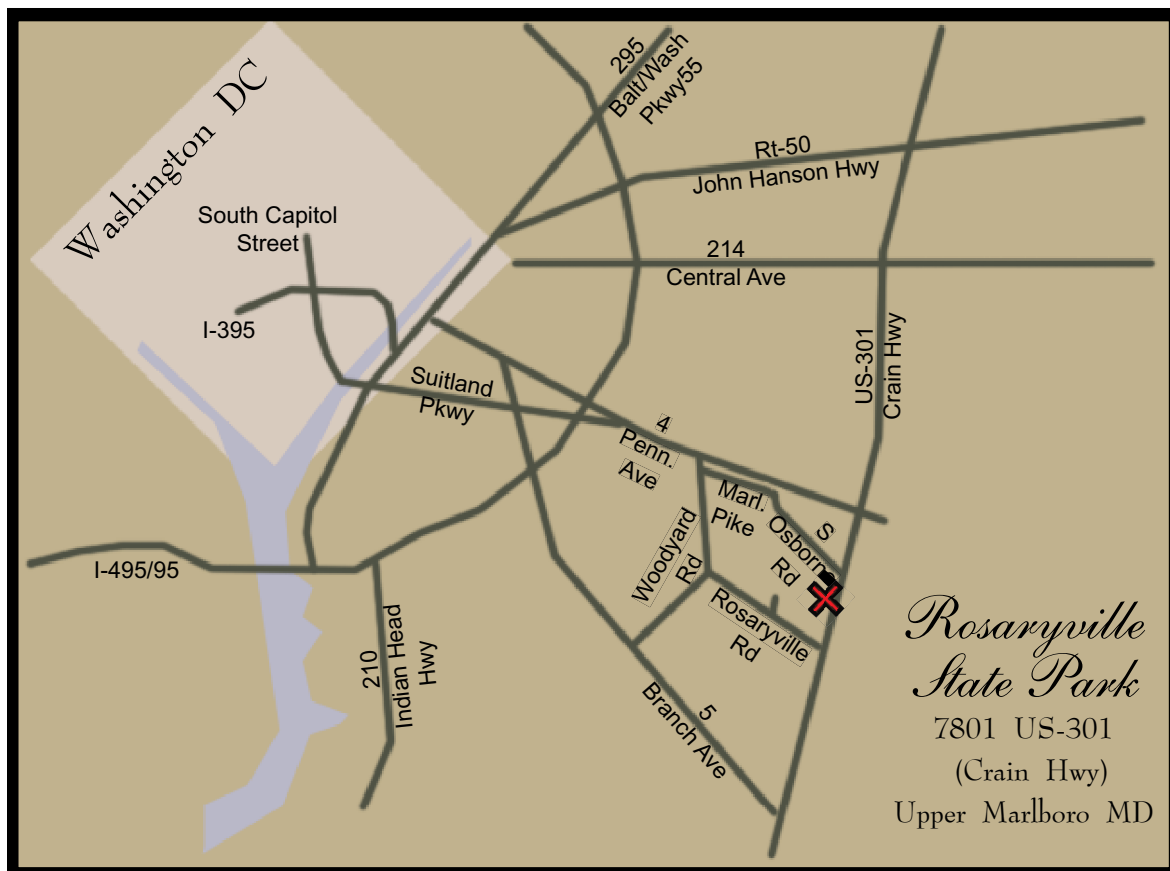 Washington DC
295
Balt/Wash
Pkwy55
Rt-50
John Hanson Hwy
South Capitol
Street
214
Central Ave
I-395
US-301
Crain Hwy
Suitland
Pkwy
4
Penn.
Ave
Marl.
Pike
S
Osborne
Rd
Woodyard
Rd
I-495/95
Rosaryville
Rd
210
Indian Head
Hwy
5
Branch Ave
Rosaryville
State Park
7801 US-301
(Crain Hwy)
Upper Marlboro MD